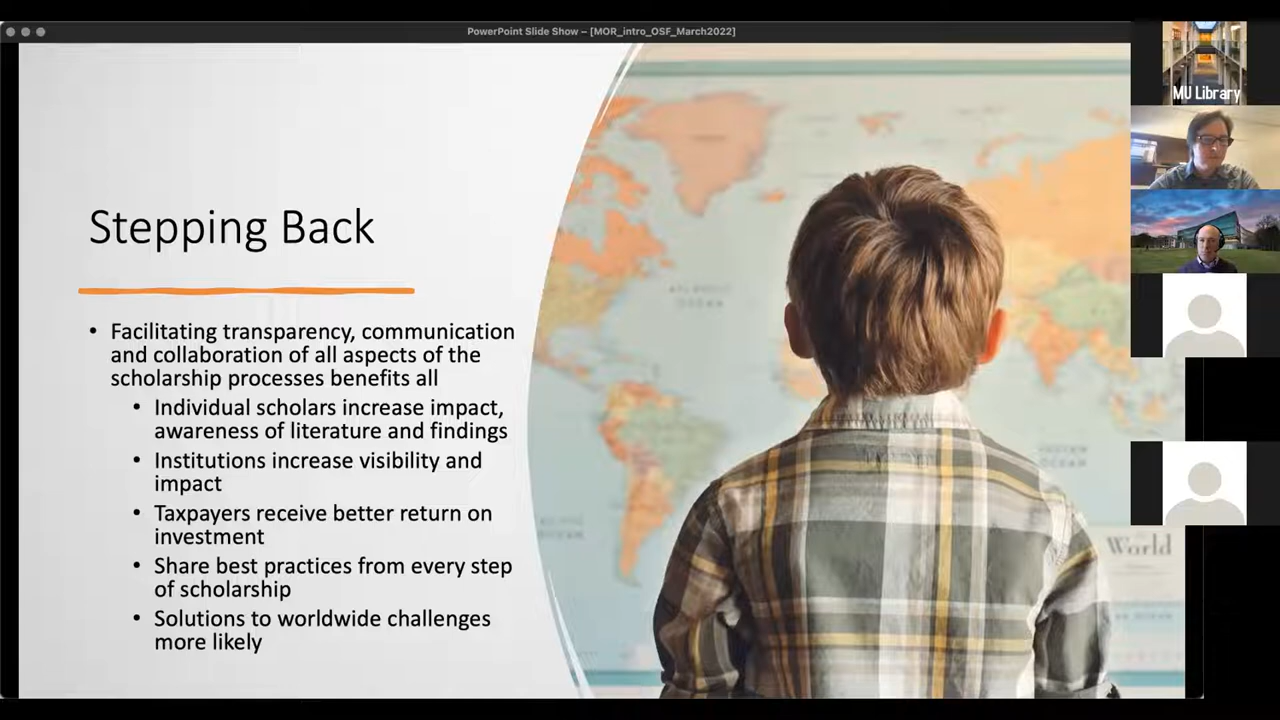 PowerPoint Slide Show – [MOR_intro_OSF_March2022]
MU Library
Stepping Back
• Facilitating transparency, communication
and collaboration of all aspects of the
scholarship processes benefits all
• Individual scholars increase impact,
awareness of literature and findings
• Institutions increase visibility and
impact
• Taxpayers receive better return on
investment
• Share best practices from every step
of scholarship
• Solutions to worldwide challenges
more likely
ATLANTIC
OCEAN
OCEAN
World